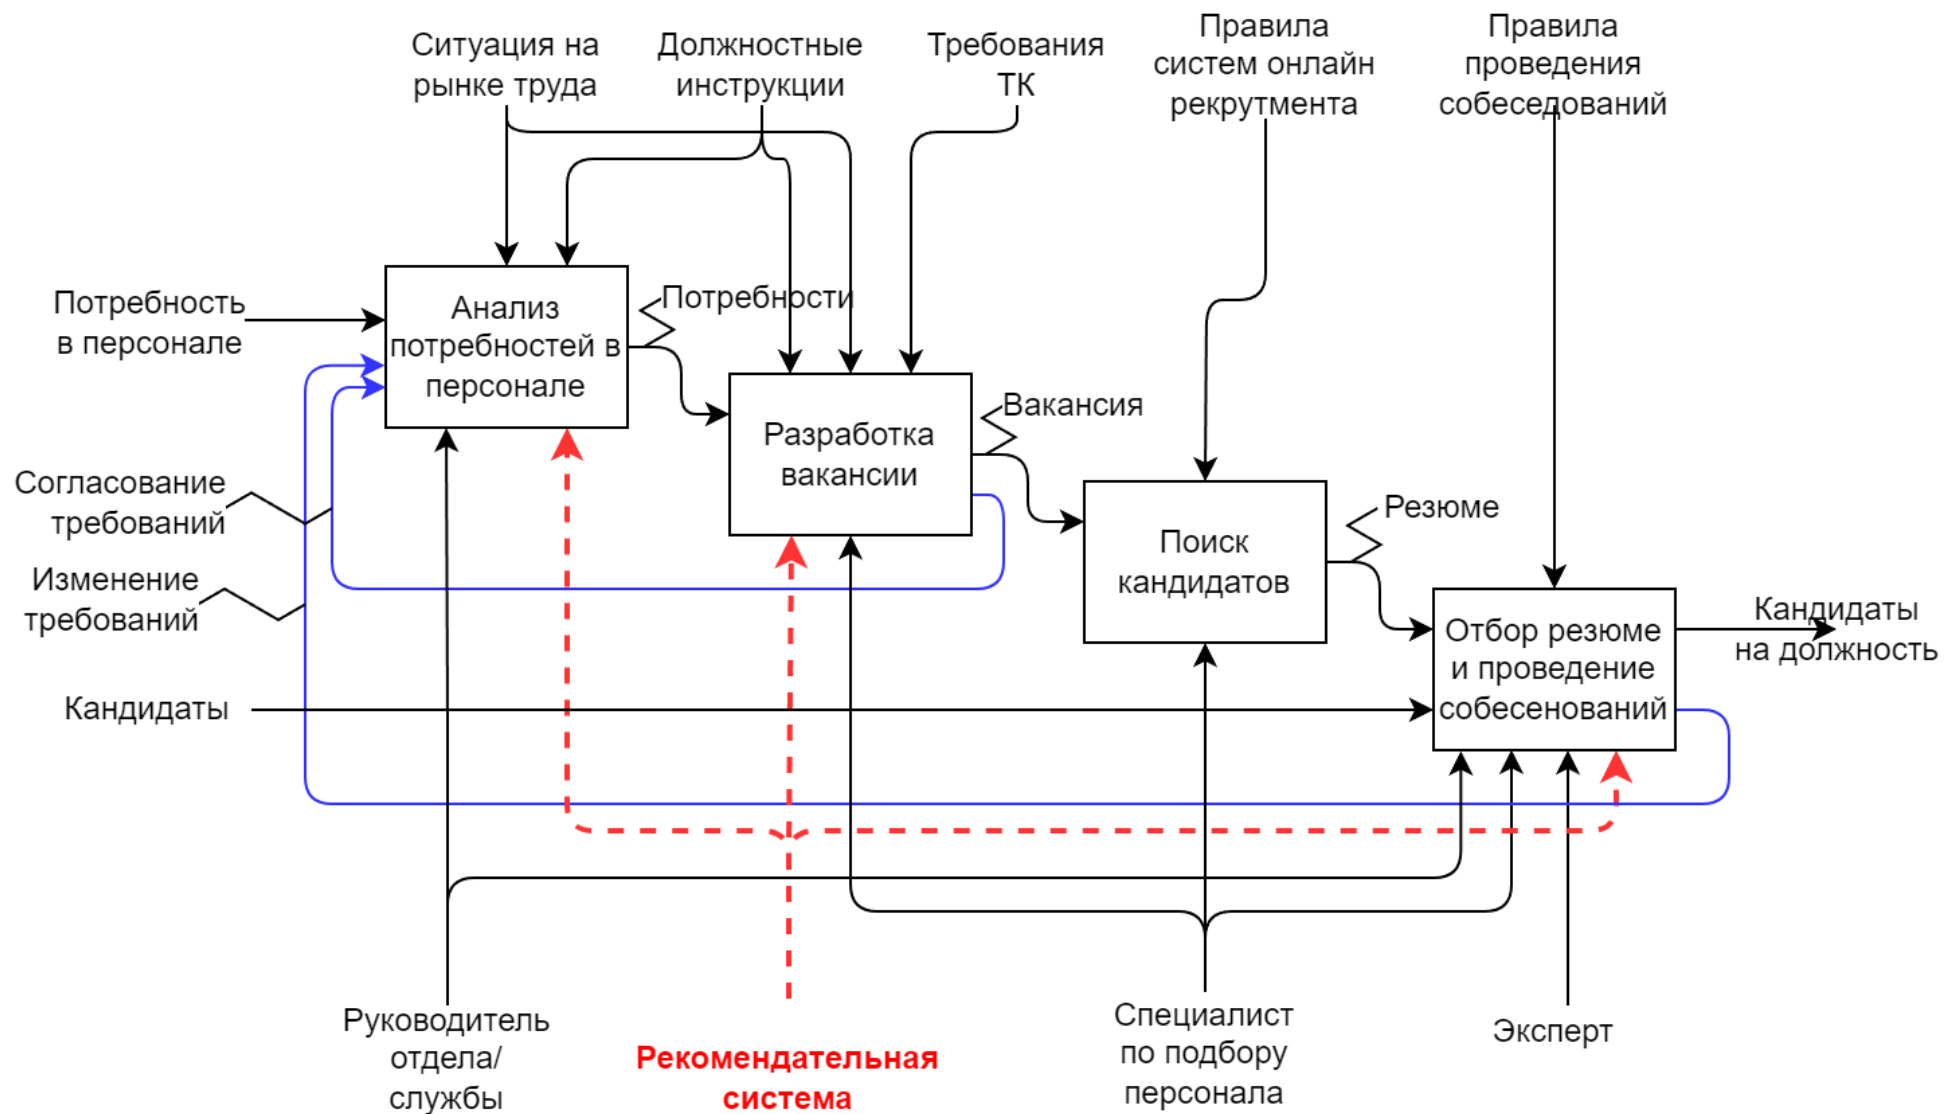 Ситуация на
рынке труда
Должностные
инструкции
Требования
ТК
Правила
систем онлайн
рекрутмента
Правила
проведения
собеседований
Потребность
в персонале
Анализ
потребностей в
персонале
Потребности
Разработка
вакансии
Вакансия
Поиск
кандидатов
Резюме
Отбор резюме
и проведение
собесенований
Кандидаты
на должность
Согласование
требований
Изменение
требований
Кандидаты
Руководитель
отдела/
службы
Рекомендательная
система
Специалист
по подбору
персонала
Эксперт